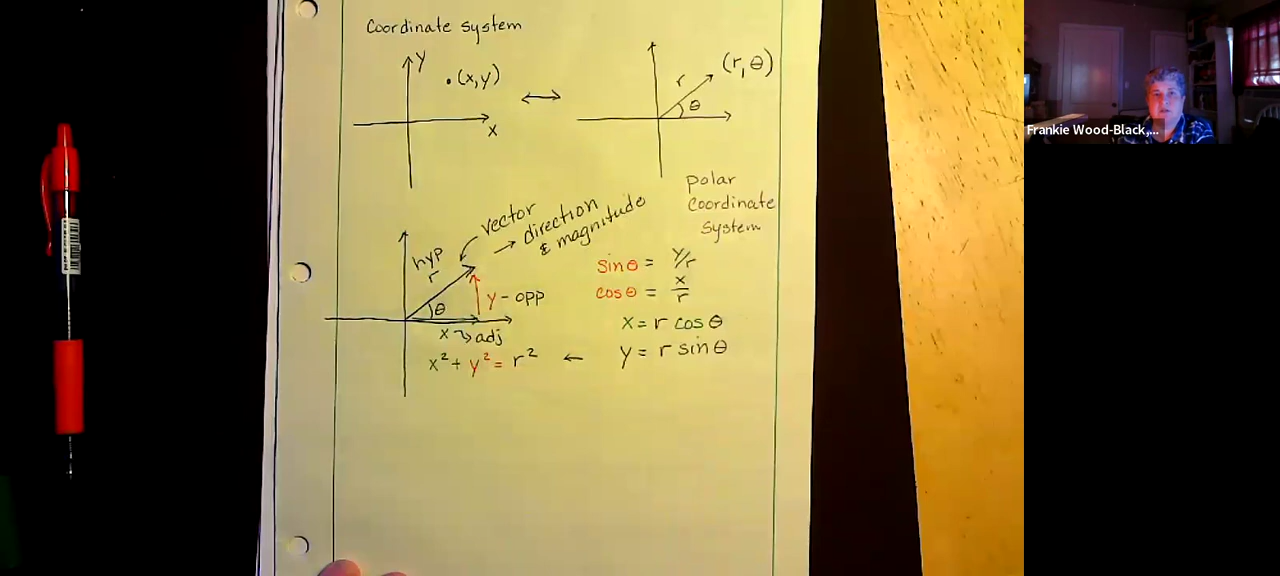 Coordinate system
y
(x,y)
x
r
(r, θ)
θ
polar
Coordinate
System
vector
→ direction
& magnitude
hyp
r
θ
y - opp
x → adj
x² + y² = r² ←
sin θ = y/r
cos θ = x/r
x = r cos θ
y = r sin θ
Frankie Wood-Black,...